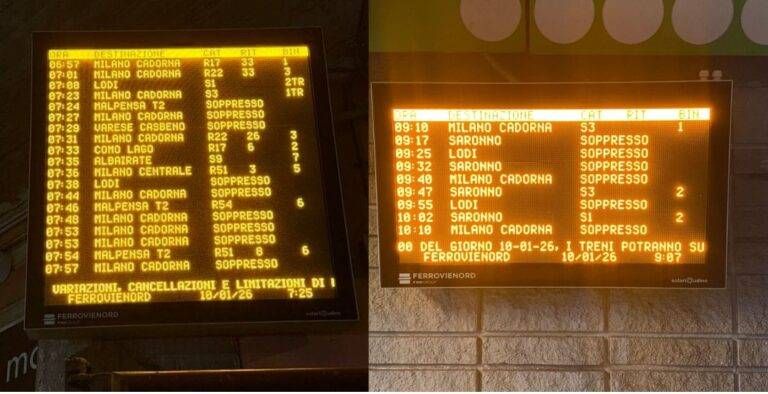 ORA DESTINAZIONE CAT RIT BIN
06:57 MILANO CADORNA R17 33 1
07:01 MILANO CADORNA R22 33 3
07:08 LODI S1 2TR
07:23 MILANO CADORNA S3 1TR
07:24 MALPENSA T2 SOPPRESSO
07:27 MILANO CADORNA SOPPRESSO
07:29 VARESE CASBENO SOPPRESSO
07:31 MILANO CADORNA R22 26 3
07:33 COMO LAGO R17 6 2
07:35 ALBAIRATE S9 7
07:36 MILANO CENTRALE R51 3 5
07:38 LODI SOPPRESSO
07:44 MILANO CADORNA SOPPRESSO
07:46 MALPENSA T2 R54 6
07:48 MILANO CADORNA SOPPRESSO
07:53 MILANO CADORNA SOPPRESSO
07:53 MILANO CADORNA SOPPRESSO
07:54 MALPENSA T2 R51 8 6
07:57 MILANO CADORNA SOPPRESSO
VARIAZIONI, CANCELLAZIONI E LIMITAZIONI DI
FERROVIENORD 10/01/26 7:25
FERROVIENORD
solari udine
ORA DESTINAZIONE CAT RIT BIN
09:10 MILANO CADORNA S3 1
09:17 SARONNO SOPPRESSO
09:25 LODI SOPPRESSO
09:32 SARONNO SOPPRESSO
09:40 MILANO CADORNA SOPPRESSO
09:47 SARONNO S3 2
09:55 LODI SOPPRESSO
10:02 SARONNO S1 2
10:10 MILANO CADORNA SOPPRESSO
00 DEL GIORNO 10-01-26, I TRENI POTRANNO SU
FERROVIENORD 10/01/26 9:07
FERROVIENORD
solari udine